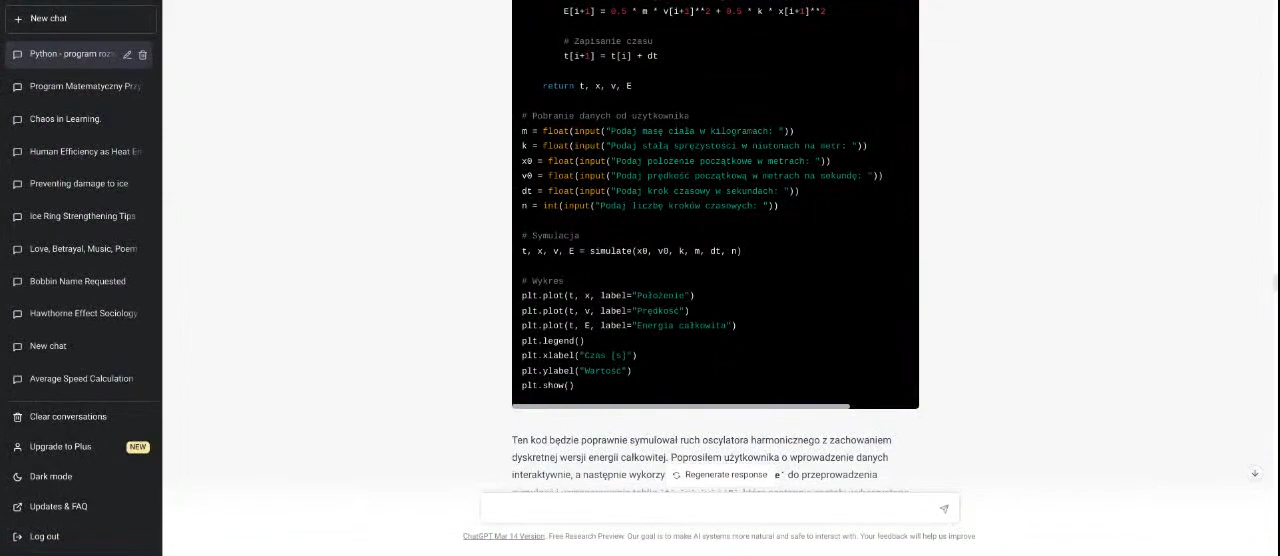 New chat
Python - program roz
Program Matematyczny Przy
Chaos in Learning.
Human Efficiency as Heat En
Preventing damage to ice
Ice Ring Strengthening Tips
Love, Betrayal, Music, Poem
Bobbin Name Requested
Hawthorne Effect Sociology
New chat
Average Speed Calculation
Clear conversations
Upgrade to Plus NEW
Dark mode
Updates & FAQ
Log out
E[i+1] = 0.5 * m * v[i+1]**2 + 0.5 * k * x[i+1]**2
# Zapisanie czasu
t[i+1] = t[i] + dt
return t, x, v, E
# Pobranie danych od użytkownika
m = float(input("Podaj masę ciała w kilogramach: "))
k = float(input("Podaj stałą sprężystości w niutonach na metr: "))
x0 = float(input("Podaj położenie początkowe w metrach: "))
v0 = float(input("Podaj prędkość początkową w metrach na sekundę: "))
dt = float(input("Podaj krok czasowy w sekundach: "))
n = int(input("Podaj liczbę kroków czasowych: "))
# Symulacja
t, x, v, E = simulate(x0, v0, k, m, dt, n)
# Wykres
plt.plot(t, x, label="Położenie")
plt.plot(t, v, label="Prędkość")
plt.plot(t, E, label="Energia całkowita")
plt.legend()
plt.xlabel("Czas [s]")
plt.ylabel("Wartość")
plt.show()
Ten kod będzie poprawnie symulował ruch oscylatora harmonicznego z zachowaniem
dyskretnej wersji energii całkowitej. Poprosiłem użytkownika o wprowadzenie danych
interaktywnie, a następnie wykorzy Regenerate response e` do przeprowadzenia
ChatGPT Mar 14 Version. Free Research Preview. Our goal is to make AI systems more natural and safe to interact with. Your feedback will help us improve